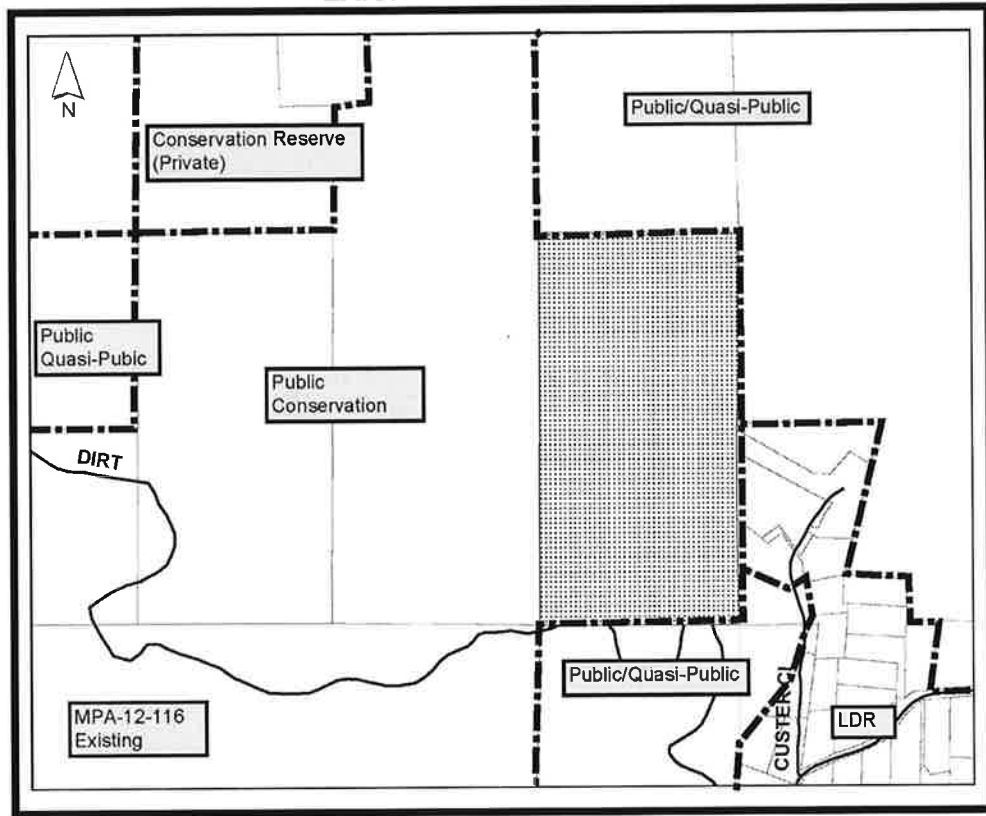 N
Conservation Reserve
(Private)
Public/Quasi-Public
Public
Quasi-Pubic
Public
Conservation
DIRT
Public/Quasi-Public
MPA-12-116
Existing
CUSTER CL
LDR